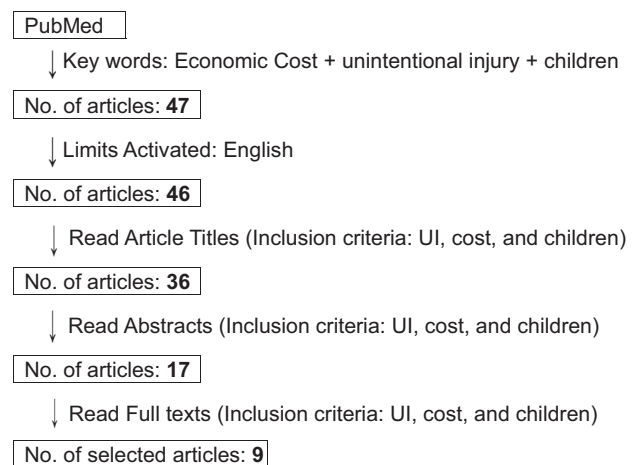 PubMed
Key words: Economic Cost + unintentional injury + children
No. of articles: 47
Limits Activated: English
No. of articles: 46
Read Article Titles (Inclusion criteria: UI, cost, and children)
No. of articles: 36
Read Abstracts (Inclusion criteria: UI, cost, and children)
No. of articles: 17
Read Full texts (Inclusion criteria: UI, cost, and children)
No. of selected articles: 9